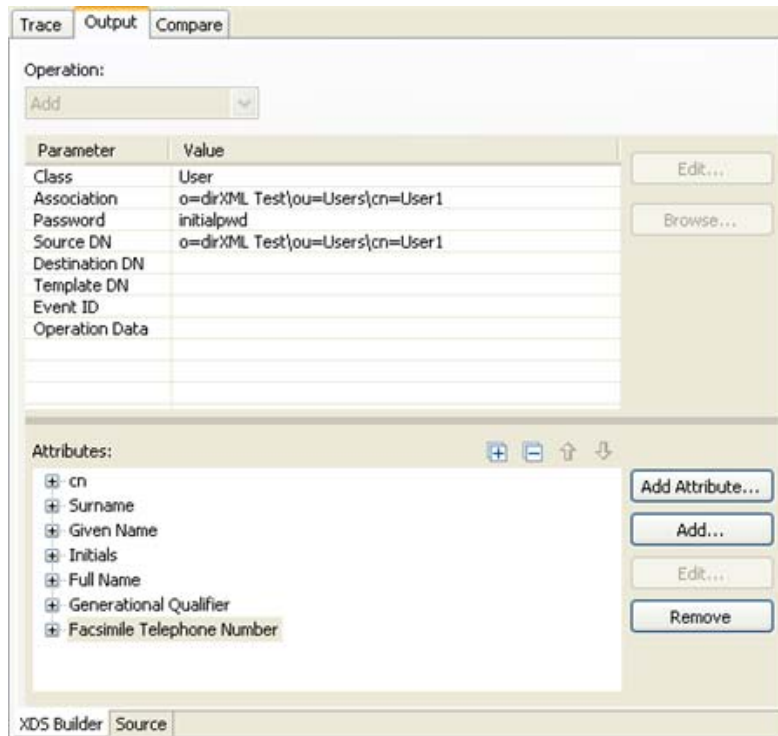 Trace Output Compare
Operation:
Add
Parameter Value
Class User
Edit...
Association o=dirXML Test\ou=Users\cn=User1
Password initialpwd
Browse...
Source DN o=dirXML Test\ou=Users\cn=User1
Destination DN
Template DN
Event ID
Operation Data
Attributes:
cn
Add Attribute...
Surname
Given Name
Add...
Initials
Full Name
Edit...
Generational Qualifier
Facsimile Telephone Number
Remove
XDS Builder Source